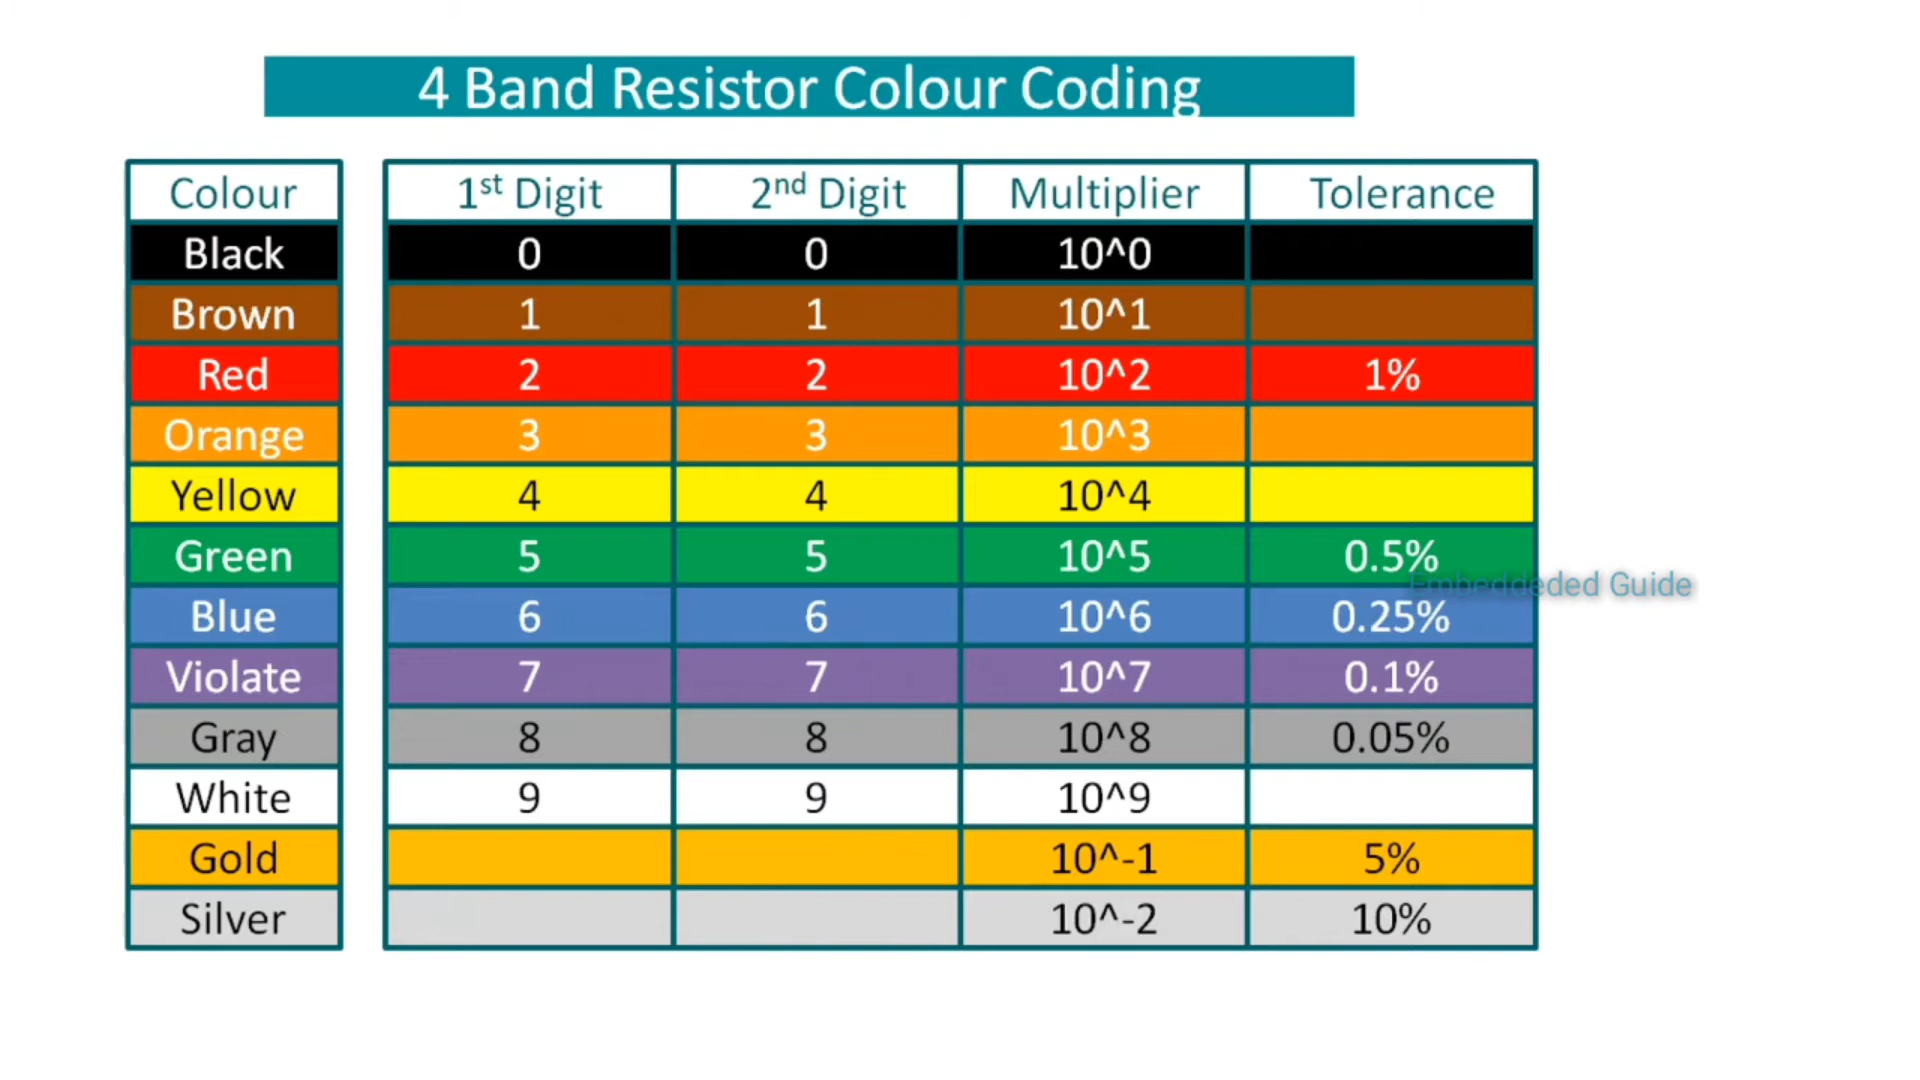 4 Band Resistor Colour Coding
Colour 1st Digit 2nd Digit Multiplier Tolerance
Black 0 0 10^0
Brown 1 1 10^1
Red 2 2 10^2 1%
Orange 3 3 10^3
Yellow 4 4 10^4
Green 5 5 10^5 0.5%
Embeddeded Guide
Blue 6 6 10^6 0.25%
Violate 7 7 10^7 0.1%
Gray 8 8 10^8 0.05%
White 9 9 10^9
Gold 10^-1 5%
Silver 10^-2 10%